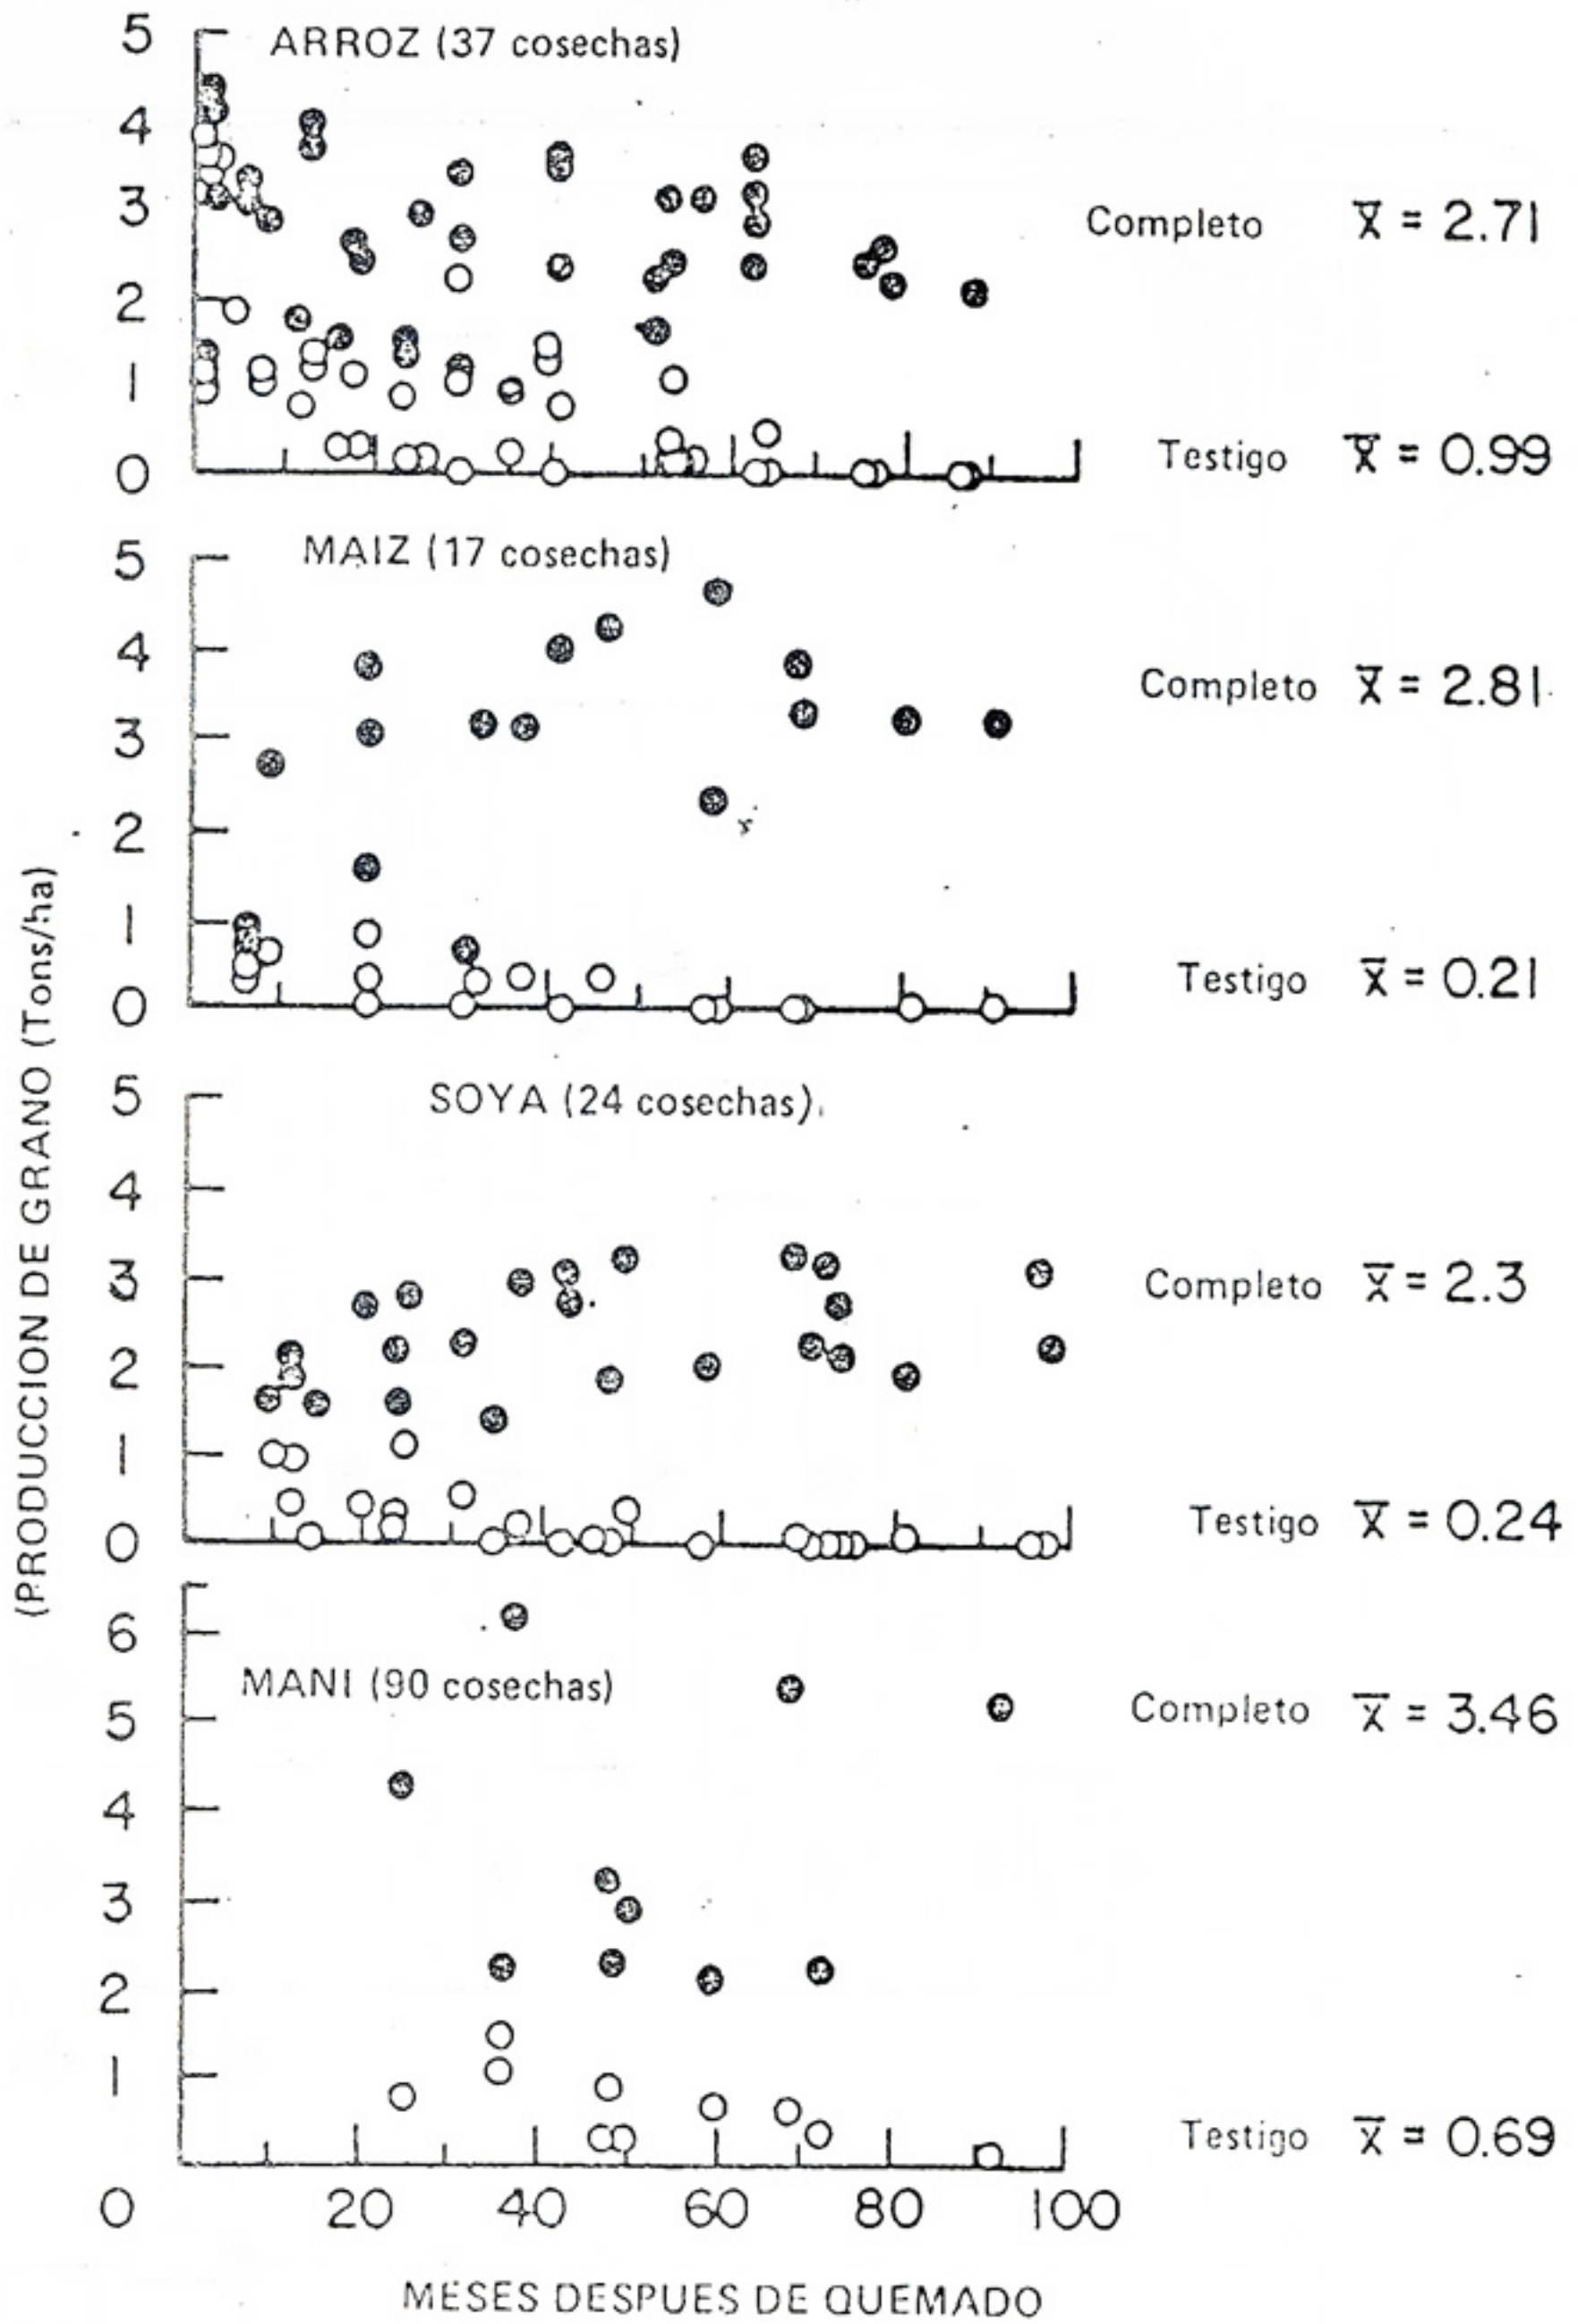 5
ARROZ (37 cosechas)
4
3
Completo X̄ = 2.71
2
1
Testigo X̄ = 0.99
0
5
MAIZ (17 cosechas)
4
Completo X̄ = 2.81
3
2
1
Testigo X̄ = 0.21
0
5
SOYA (24 cosechas)
4
3
Completo X̄ = 2.3
2
1
Testigo X̄ = 0.24
0
6
MANI (90 cosechas)
5
Completo X̄ = 3.46
4
3
2
1
Testigo X̄ = 0.69
0 20 40 60 80 100
MESES DESPUES DE QUEMADO
(PRODUCCION DE GRANO (Tons/ha)